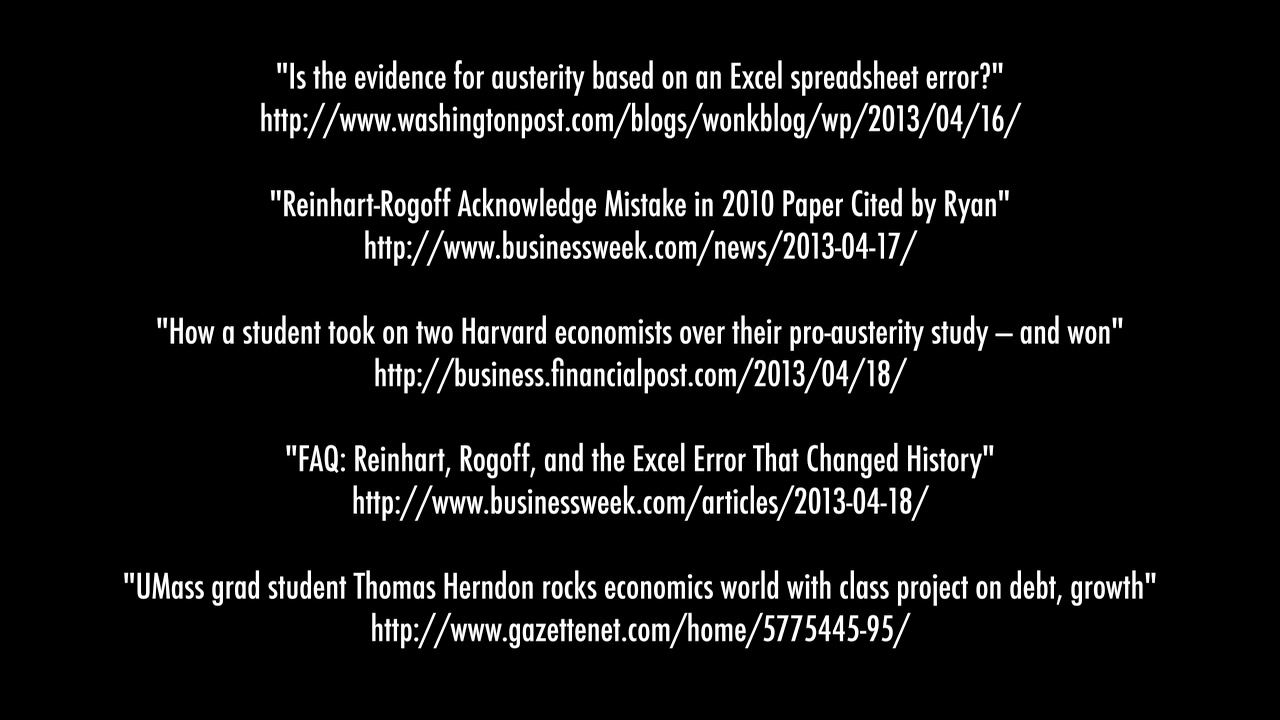 "Is the evidence for austerity based on an Excel spreadsheet error?"
http://www.washingtonpost.com/blogs/wonkblog/wp/2013/04/16/
"Reinhart-Rogoff Acknowledge Mistake in 2010 Paper Cited by Ryan"
http://www.businessweek.com/news/2013-04-17/
"How a student took on two Harvard economists over their pro-austerity study – and won"
http://business.financialpost.com/2013/04/18/
"FAQ: Reinhart, Rogoff, and the Excel Error That Changed History"
http://www.businessweek.com/articles/2013-04-18/
"UMass grad student Thomas Herndon rocks economics world with class project on debt, growth"
http://www.gazettenet.com/home/5775445-95/